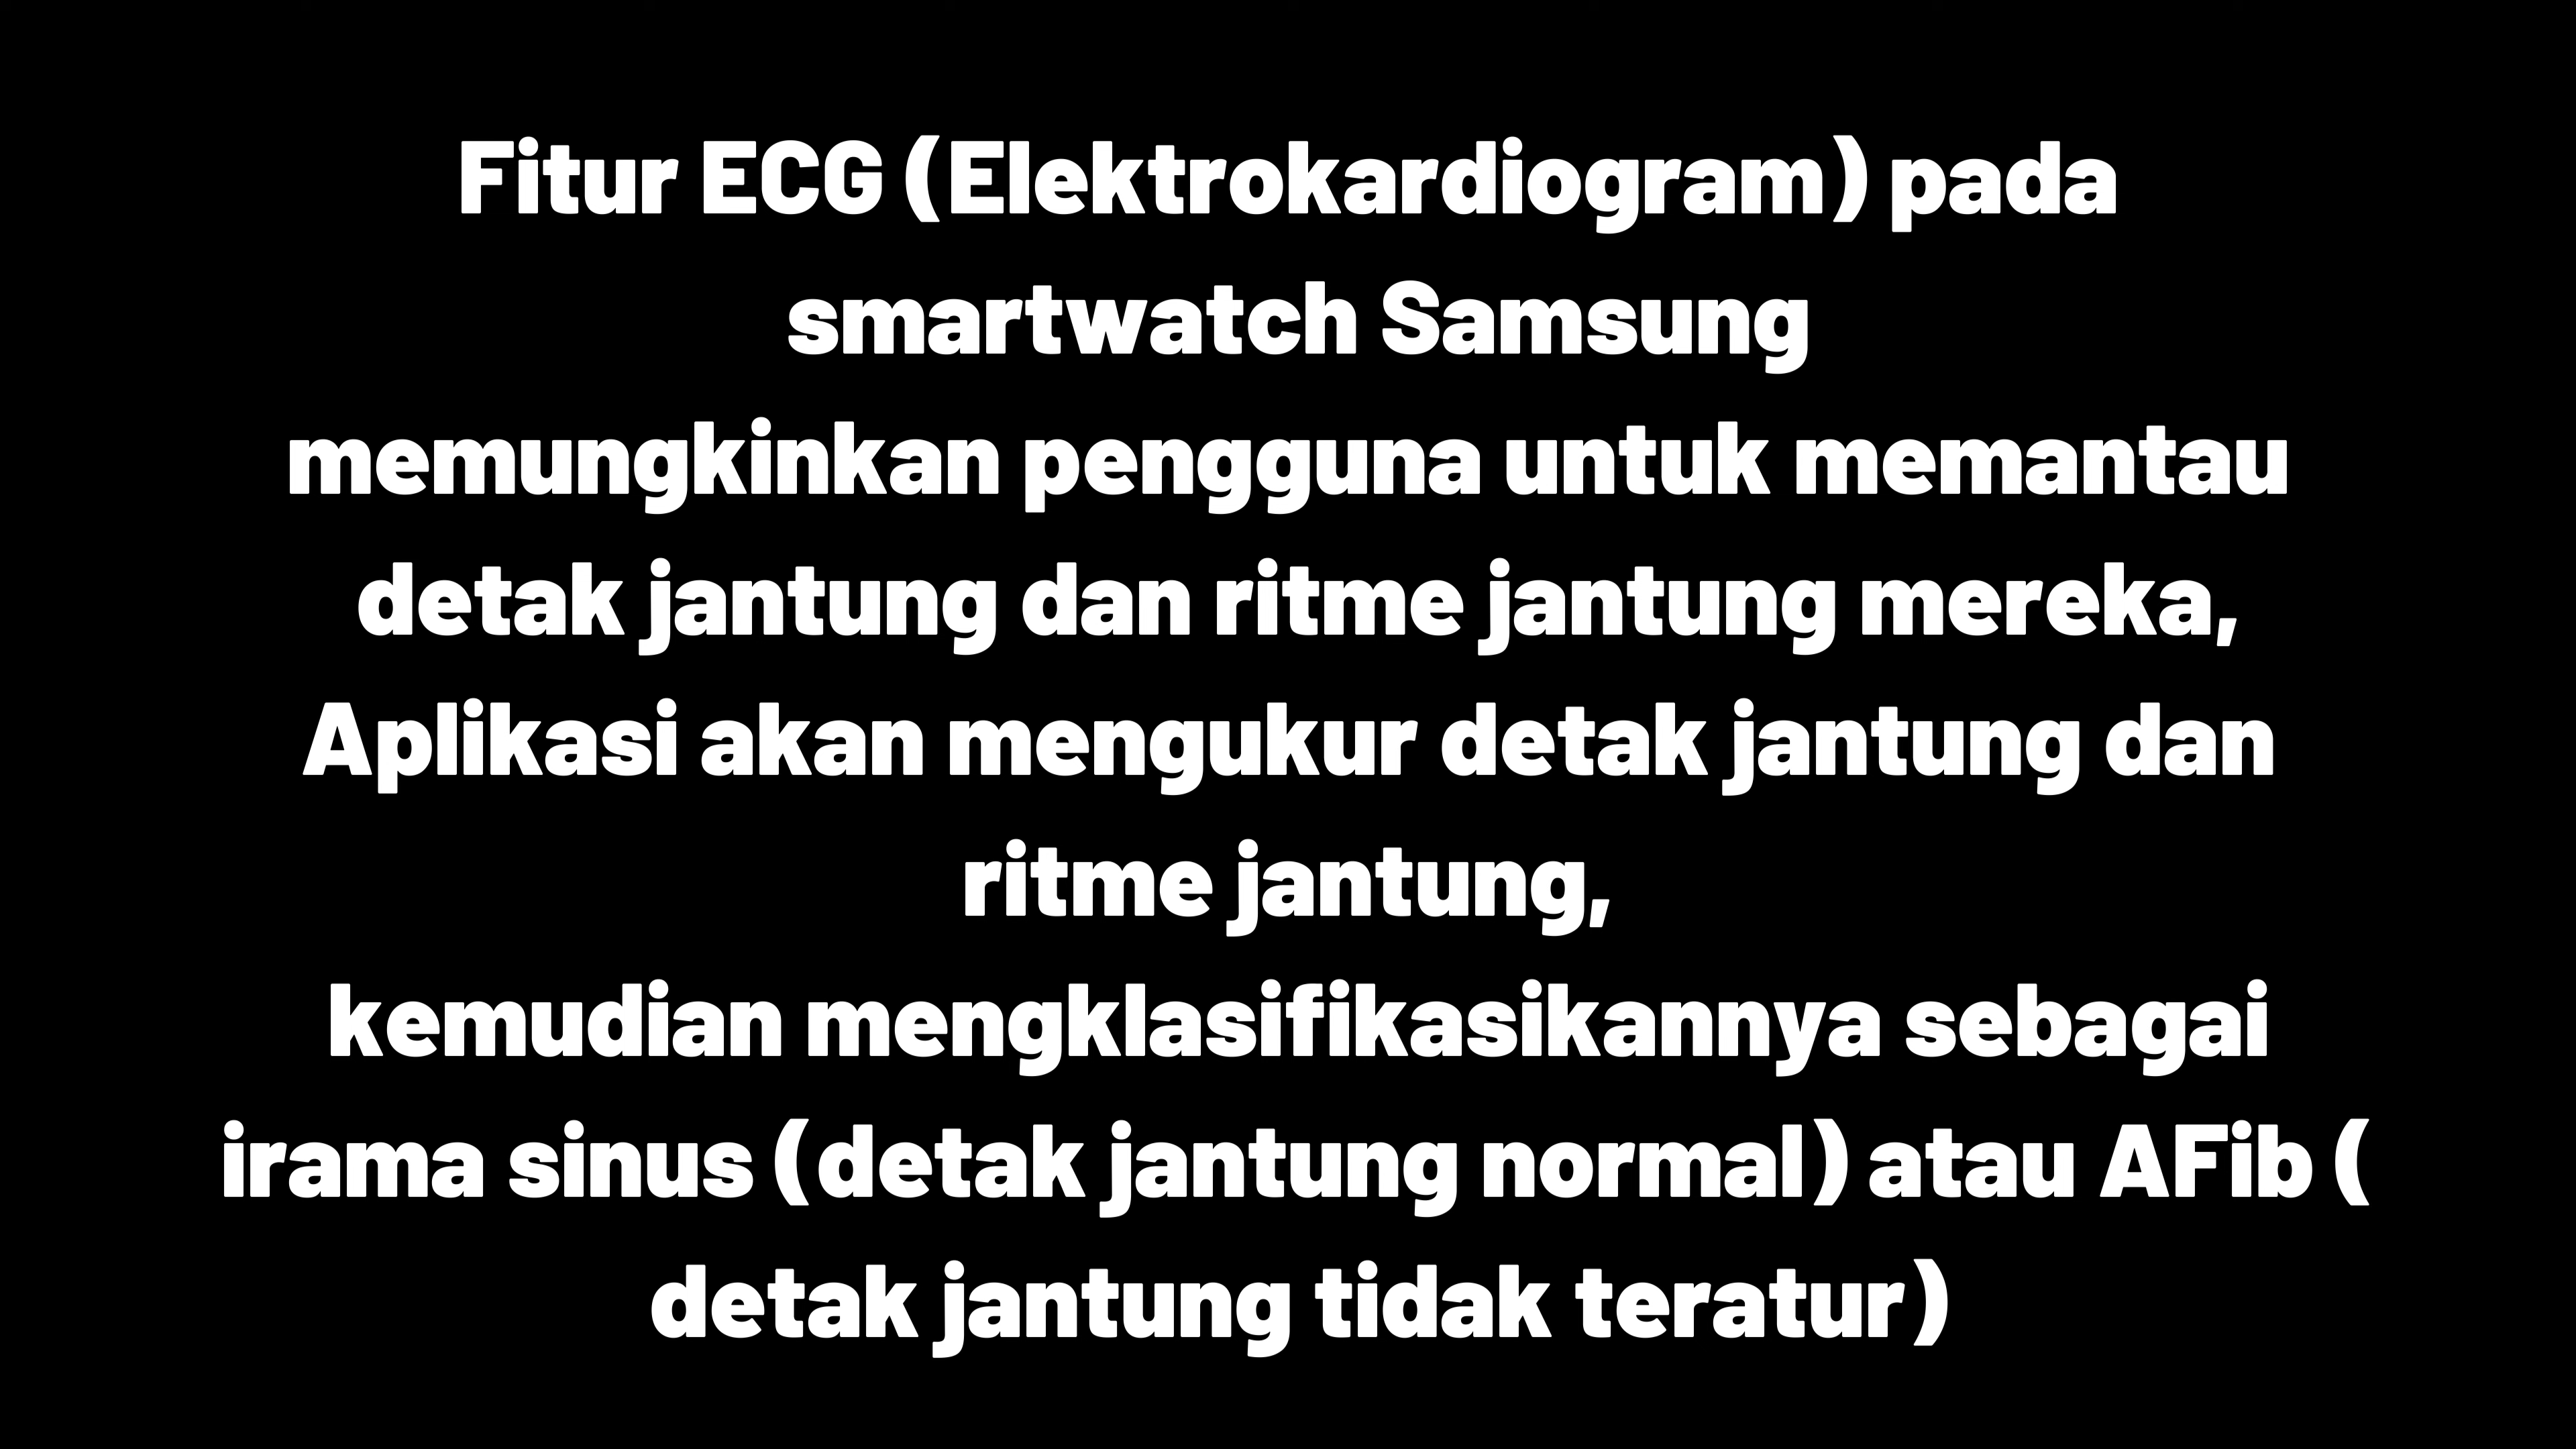 Fitur ECG (Elektrokardiogram) pada
smartwatch Samsung
memungkinkan pengguna untuk memantau
detak jantung dan ritme jantung mereka,
Aplikasi akan mengukur detak jantung dan
ritme jantung,
kemudian mengklasifikasikannya sebagai
irama sinus (detak jantung normal) atau AFib (
detak jantung tidak teratur)